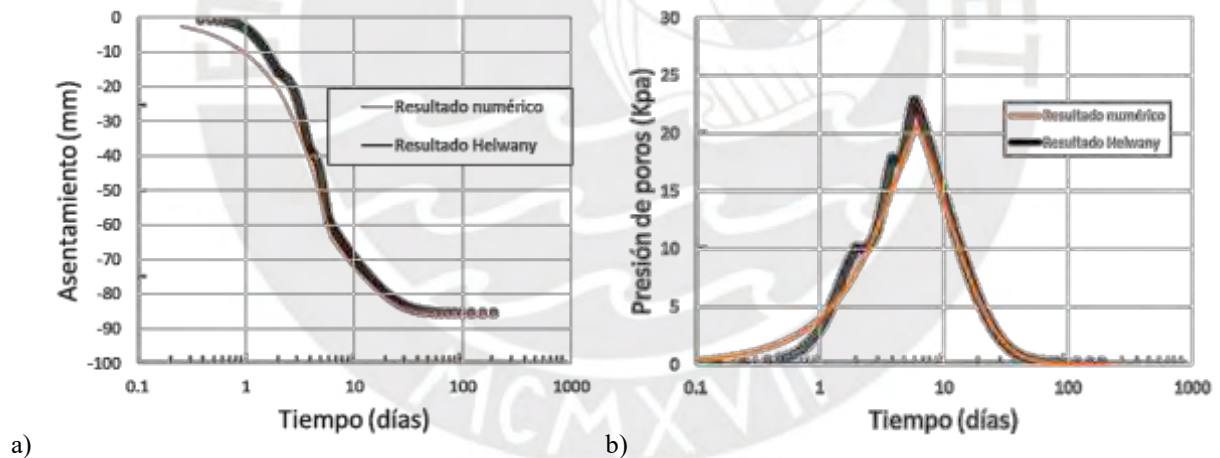 0
-10
-20
-30
-40
-50
-60
-70
-80
-90
-100
Asentamiento (mm)
Resultado numérico
Resultado Helwany
0.1 1 10 100 1000
Tiempo (días)
a)
30
25
20
15
10
5
0
Presión de poros (Kpa)
Resultado numérico
Resultado Helwany
0.1 1 10 100 1000
Tiempo (días)
b)
MCMXVII
ET